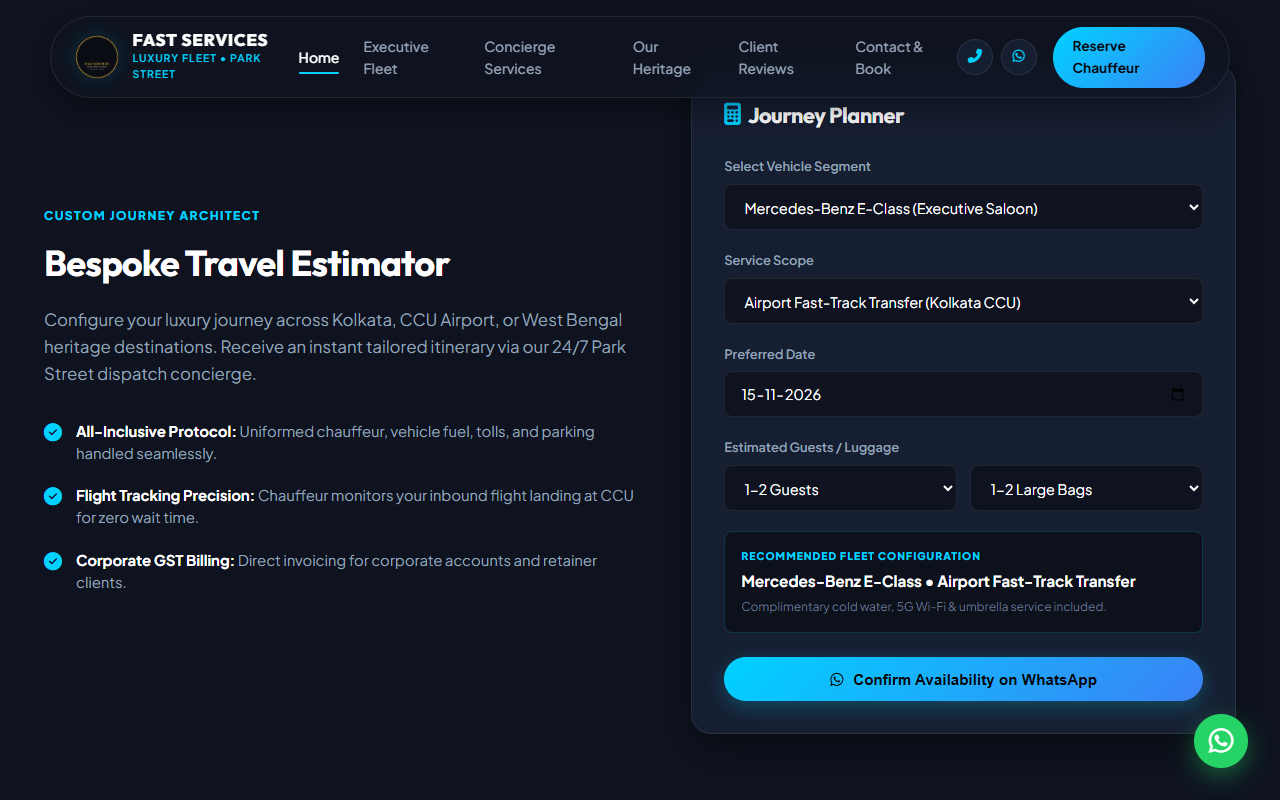 FAST SERVICES
LUXURY FLEET • PARK
STREET
Home
Executive
Fleet
Concierge
Services
Our
Heritage
Client
Reviews
Contact &
Book
Reserve
Chauffeur
CUSTOM JOURNEY ARCHITECT
Bespoke Travel Estimator
Configure your luxury journey across Kolkata, CCU Airport, or West Bengal
heritage destinations. Receive an instant tailored itinerary via our 24/7 Park
Street dispatch concierge.
All-Inclusive Protocol: Uniformed chauffeur, vehicle fuel, tolls, and parking
handled seamlessly.
Flight Tracking Precision: Chauffeur monitors your inbound flight landing at CCU
for zero wait time.
Corporate GST Billing: Direct invoicing for corporate accounts and retainer
clients.
Journey Planner
Select Vehicle Segment
Mercedes-Benz E-Class (Executive Saloon)
Service Scope
Airport Fast-Track Transfer (Kolkata CCU)
Preferred Date
15-11-2026
Estimated Guests / Luggage
1-2 Guests
1-2 Large Bags
RECOMMENDED FLEET CONFIGURATION
Mercedes-Benz E-Class • Airport Fast-Track Transfer
Complimentary cold water, 5G Wi-Fi & umbrella service included.
Confirm Availability on WhatsApp